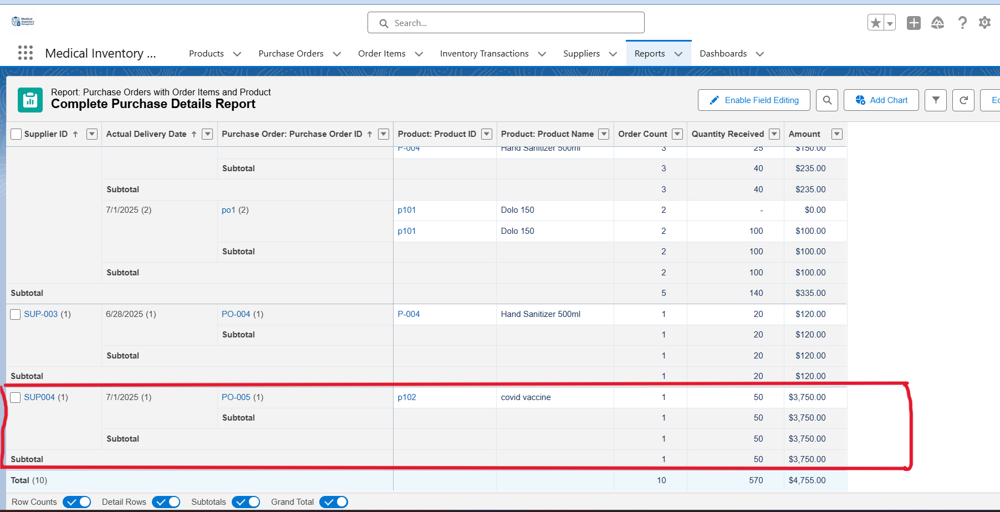 Medical
Inventory
Management
Search...
Medical Inventory ...
Products
Purchase Orders
Order Items
Inventory Transactions
Suppliers
Reports
Dashboards
Report: Purchase Orders with Order Items and Product
Complete Purchase Details Report
Enable Field Editing
Add Chart
Ed
Supplier ID ↑ Actual Delivery Date ↑ Purchase Order: Purchase Order ID ↑ Product: Product ID Product: Product Name Order Count Quantity Received Amount
P-004 Hand Sanitizer 500ml 3 25 $150.00
Subtotal 3 40 $235.00
Subtotal 3 40 $235.00
7/1/2025 (2) po1 (2) p101 Dolo 150 2 - $0.00
p101 Dolo 150 2 100 $100.00
Subtotal 2 100 $100.00
Subtotal 2 100 $100.00
Subtotal 5 140 $335.00
SUP-003 (1) 6/28/2025 (1) PO-004 (1) P-004 Hand Sanitizer 500ml 1 20 $120.00
Subtotal 1 20 $120.00
Subtotal 1 20 $120.00
Subtotal 1 20 $120.00
SUP004 (1) 7/1/2025 (1) PO-005 (1) p102 covid vaccine 1 50 $3,750.00
Subtotal 1 50 $3,750.00
Subtotal 1 50 $3,750.00
Subtotal 1 50 $3,750.00
Total (10) 10 570 $4,755.00
Row Counts Detail Rows Subtotals Grand Total